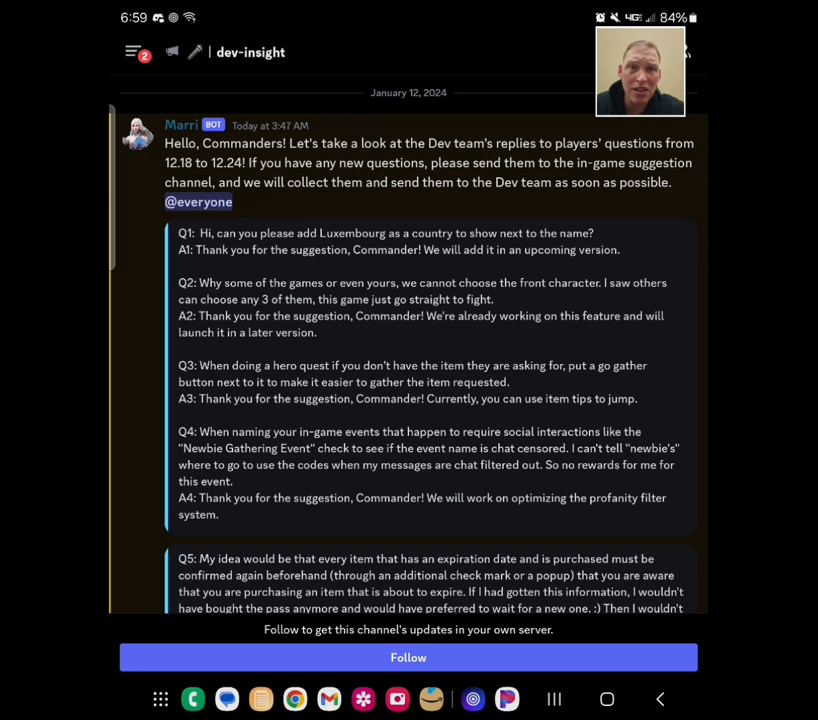 6:59
4G
84%
2
| dev-insight
January 12, 2024
Marri BOT Today at 3:47 AM
Hello, Commanders! Let's take a look at the Dev team's replies to players' questions from
12.18 to 12.24! If you have any new questions, please send them to the in-game suggestion
channel, and we will collect them and send them to the Dev team as soon as possible.
@everyone
Q1: Hi, can you please add Luxembourg as a country to show next to the name?
A1: Thank you for the suggestion, Commander! We will add it in an upcoming version.
Q2: Why some of the games or even yours, we cannot choose the front character. I saw others
can choose any 3 of them, this game just go straight to fight.
A2: Thank you for the suggestion, Commander! We're already working on this feature and will
launch it in a later version.
Q3: When doing a hero quest if you don't have the item they are asking for, put a go gather
button next to it to make it easier to gather the item requested.
A3: Thank you for the suggestion, Commander! Currently, you can use item tips to jump.
Q4: When naming your in-game events that happen to require social interactions like the
"Newbie Gathering Event" check to see if the event name is chat censored. I can't tell "newbie's"
where to go to use the codes when my messages are chat filtered out. So no rewards for me for
this event.
A4: Thank you for the suggestion, Commander! We will work on optimizing the profanity filter
system.
Q5: My idea would be that every item that has an expiration date and is purchased must be
confirmed again beforehand (through an additional check mark or a popup) that you are aware
that you are purchasing an item that is about to expire. If I had gotten this information, I wouldn't
have bought the pass anymore and would have preferred to wait for a new one. :) Then I wouldn't
Follow to get this channel's updates in your own server.
Follow